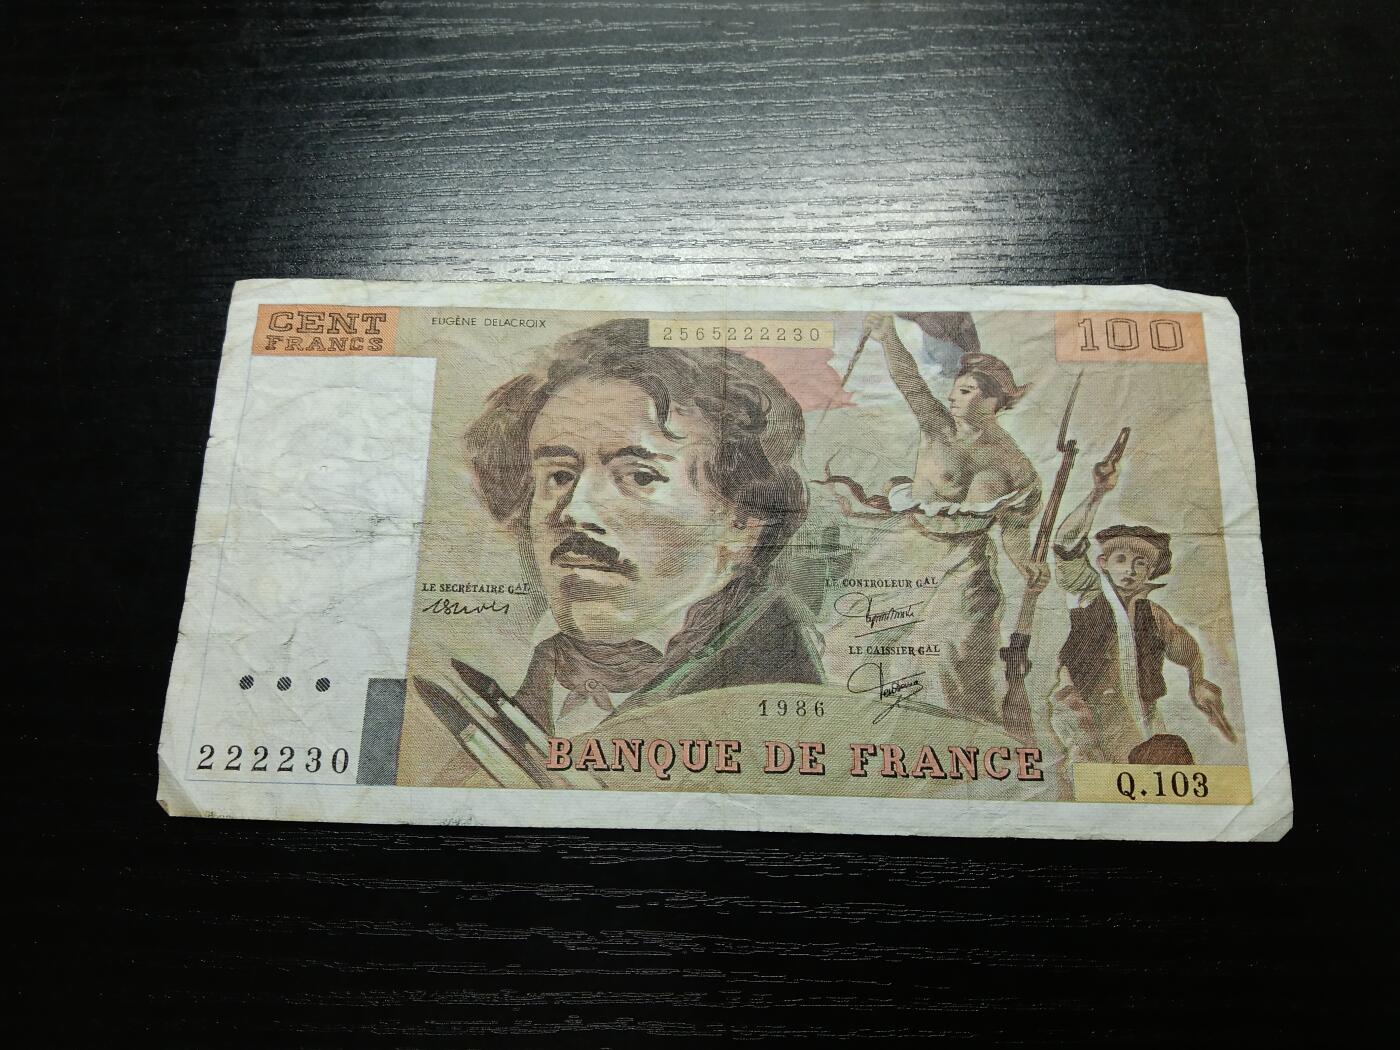 CENT
FRANCS
EUGÈNE DELACROIX
2565222230
100
LE SECRÉTAIRE GAL
LE CONTROLEUR GAL
LE CAISSIER GAL
1986
222230
BANQUE DE FRANCE
Q.103